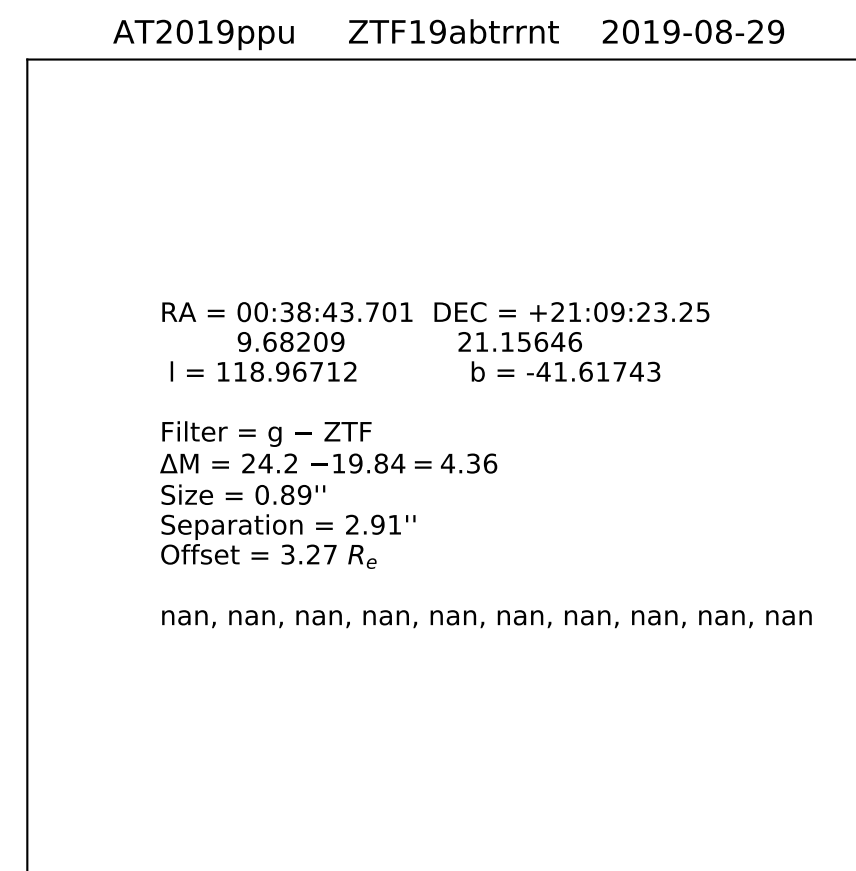 AT2019ppu ZTF19abtrrnt 2019-08-29
RA = 00:38:43.701 DEC = +21:09:23.25
9.68209 21.15646
l = 118.96712 b = -41.61743
Filter = g − ZTF
ΔM = 24.2 −19.84 = 4.36
Size = 0.89''
Separation = 2.91''
Offset = 3.27 Rₑ
nan, nan, nan, nan, nan, nan, nan, nan, nan, nan